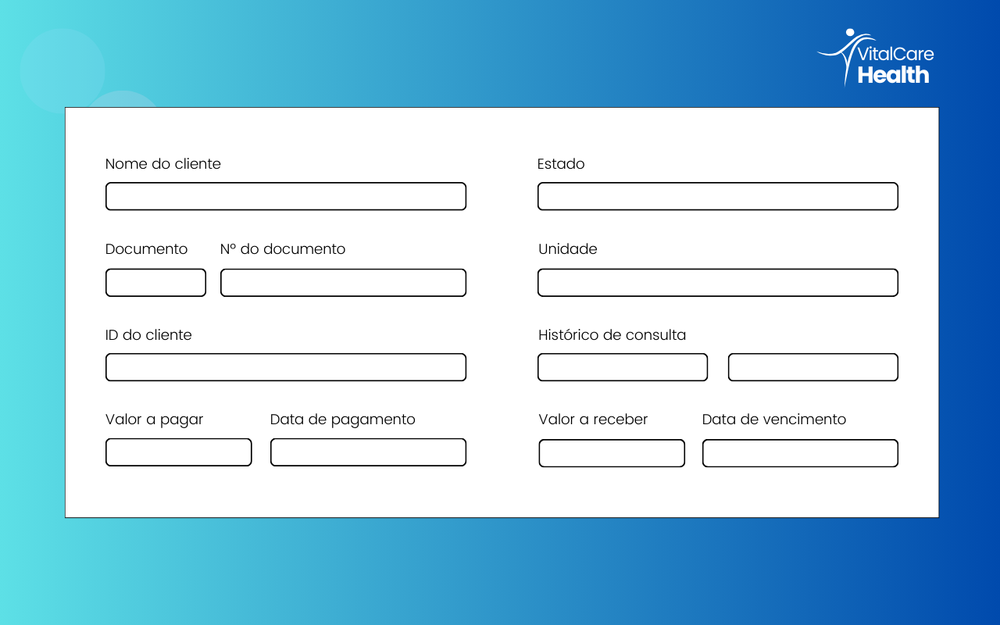 VitalCare
Health
Nome do cliente
Estado
Documento
Nº do documento
Unidade
ID do cliente
Histórico de consulta
Valor a pagar
Data de pagamento
Valor a receber
Data de vencimento